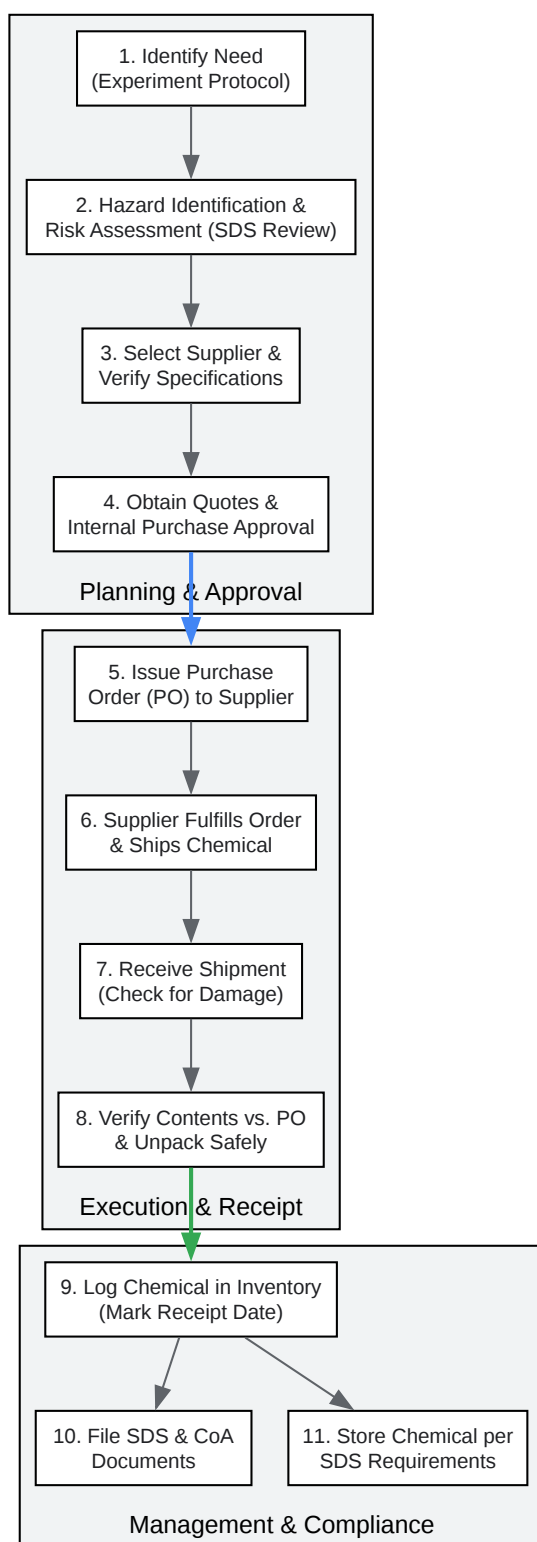 1. Identify Need
(Experiment Protocol)
2. Hazard Identification &
Risk Assessment (SDS Review)
3. Select Supplier &
Verify Specifications
4. Obtain Quotes &
Internal Purchase Approval
Planning & Approval
5. Issue Purchase
Order (PO) to Supplier
6. Supplier Fulfills Order
& Ships Chemical
7. Receive Shipment
(Check for Damage)
8. Verify Contents vs. PO
& Unpack Safely
Execution & Receipt
9. Log Chemical in Inventory
(Mark Receipt Date)
10. File SDS & CoA
Documents
11. Store Chemical per
SDS Requirements
Management & Compliance